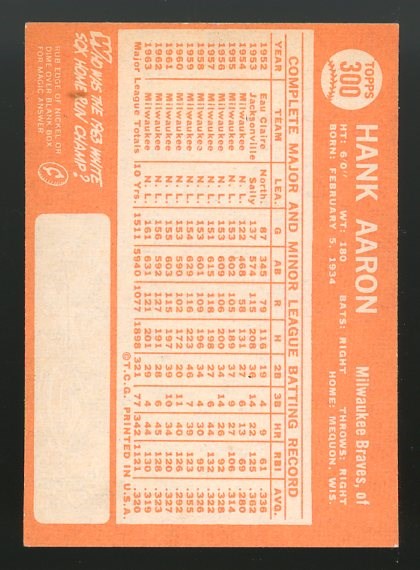 TOPPS
300
HANK AARON
Milwaukee Braves, of
HT: 6'0" WT: 180 BATS: RIGHT THROWS: RIGHT
BORN: FEBRUARY 5, 1934 HOME: MEQUON, WIS.
COMPLETE MAJOR AND MINOR LEAGUE BATTING RECORD
YEAR TEAM LEA. G AB R H 2B 3B HR RBI AVG.
1952 Eau Claire North. 87 345 79 116 19 4 9 61 .336
1953 Jacksonville Sally 137 574 115 208 36 14 22 125 .362
1954 Milwaukee N. L. 122 468 58 131 27 6 13 69 .280
1955 Milwaukee N. L. 153 602 105 189 37 9 27 106 .314
1956 Milwaukee N. L. 153 609 106 200 34 14 26 92 .328
1957 Milwaukee N. L. 151 615 118 198 27 6 44 132 .322
1958 Milwaukee N. L. 153 601 109 196 34 4 30 95 .326
1959 Milwaukee N. L. 154 629 116 223 46 7 39 123 .355
1960 Milwaukee N. L. 153 590 102 172 20 11 40 126 .292
1961 Milwaukee N. L. 155 603 115 197 39 10 34 120 .327
1962 Milwaukee N. L. 156 592 127 191 28 6 45 128 .323
1963 Milwaukee N. L. 161 631 121 201 29 4 44 130 .319
Major League Totals 10 Yrs. 1511 5940 1077 1898 321 77 342 1121 .320
© T.C.G. PRINTED IN U.S.A.
WHO WAS THE 1963 WHITE
SOX HOME RUN CHAMP?
RUB EDGE OF NICKEL OR
DIME OVER BLANK BOX
FOR MAGIC ANSWER